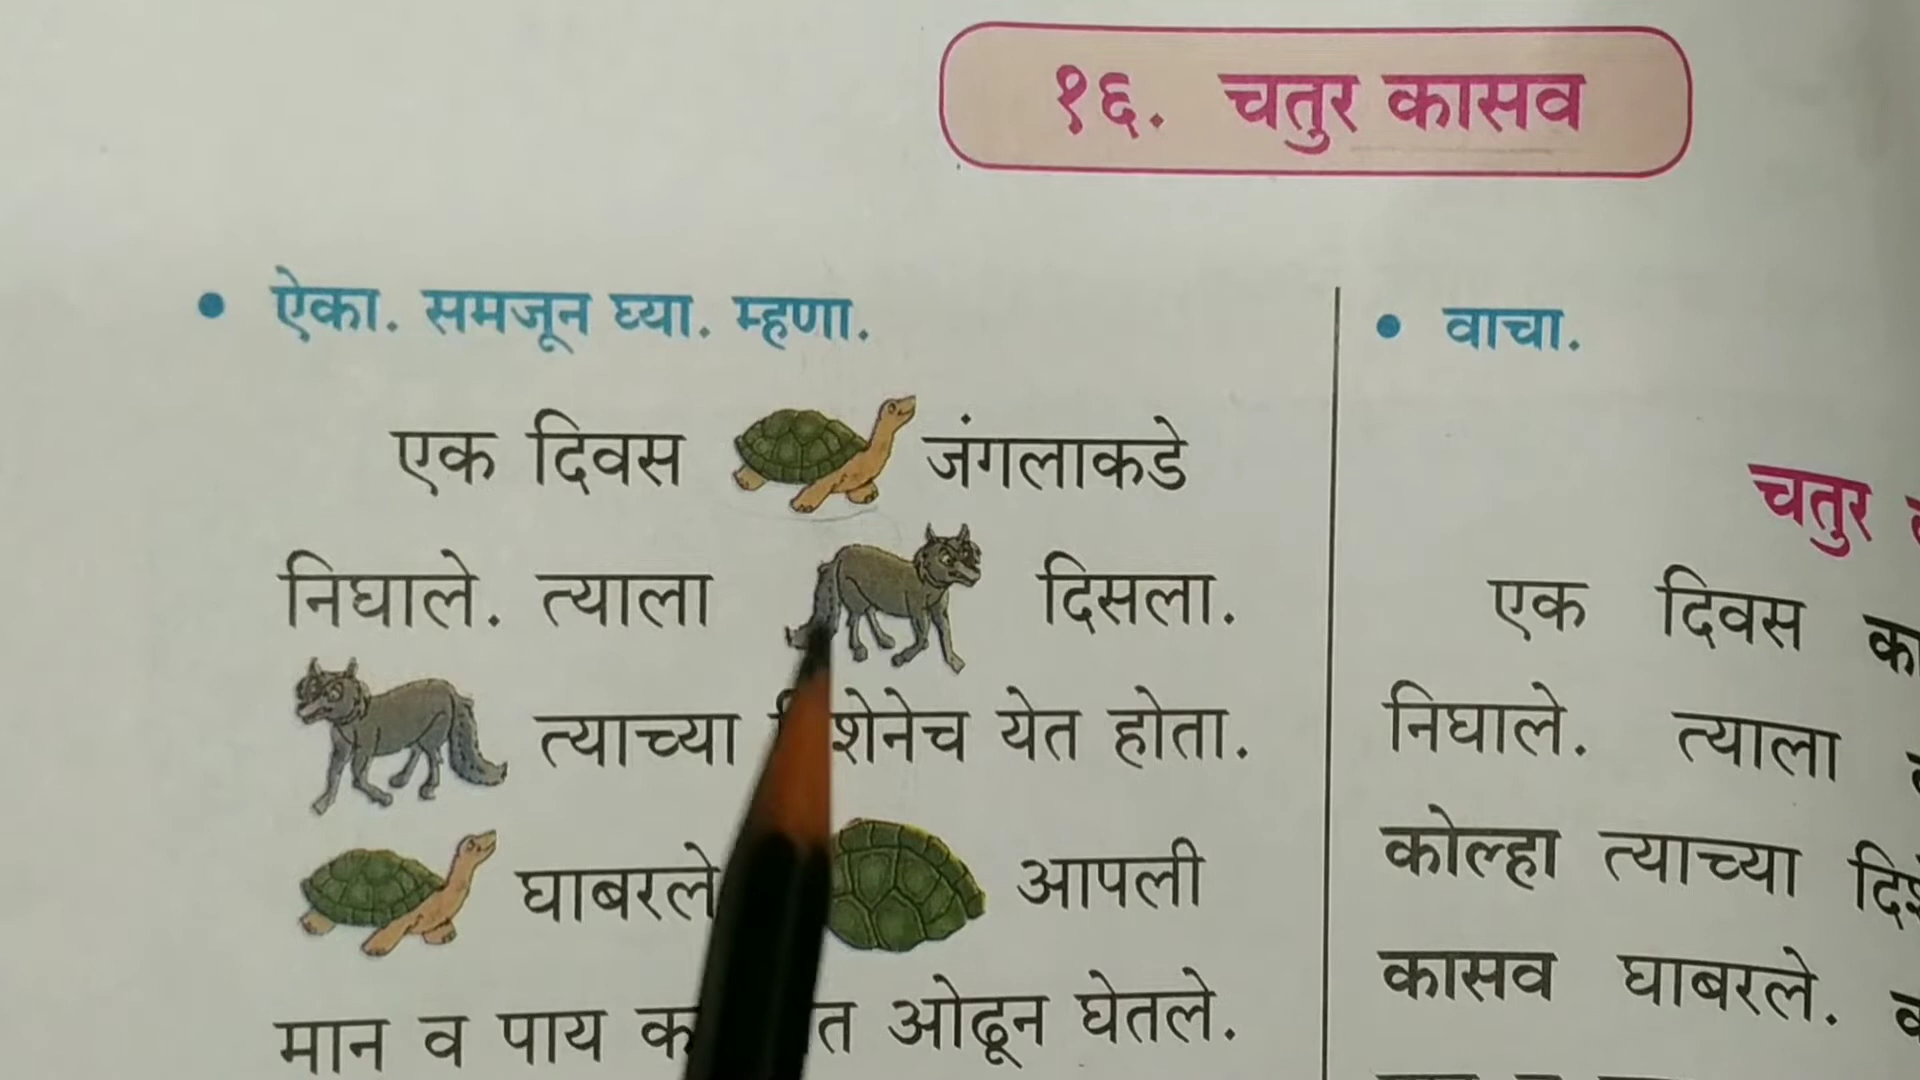 १६. चतुर कासव
• ऐका. समजून घ्या. म्हणा.
एक दिवस जंगलाकडे
निघाले. त्याला दिसला.
त्याच्या येत होता.
घाबरले आपली
मान व पाय ओढून घेतले.
• वाचा.
चतुर
एक दिवस
निघाले. त्याला
कोल्हा त्याच्या
कासव घाबरले.